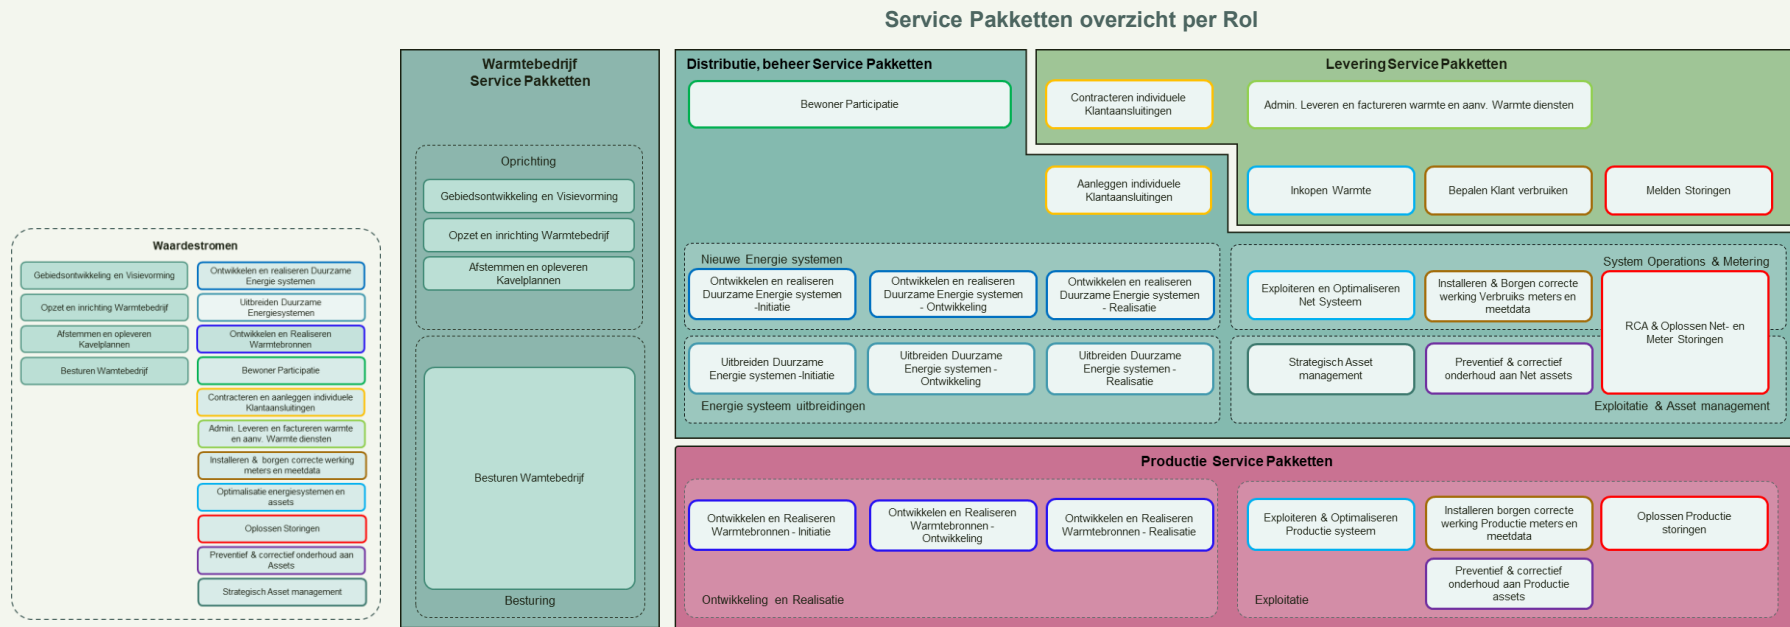 Service Pakketten overzicht per Rol
Waardestromen
Gebiedsontwikkeling en Visievorming
Opzet en inrichting Warmtebedrijf
Afstemmen en opleveren
Kavelplannen
Besturen Warmtebedrijf
Ontwikkelen en realiseren Duurzame
Energie systemen
Uitbreiden Duurzame
Energiesystemen
Ontwikkelen en Realiseren
Warmtebronnen
Bewoner Participatie
Contracteren en aanleggen individuele
Klantaansluitingen
Admin. Leveren en factureren warmte
en aanv. Warmte diensten
Installeren & borgen correcte werking
meters en meetdata
Optimalisatie energiesystemen en
assets
Oplossen Storingen
Preventief & correctief onderhoud aan
Assets
Strategisch Asset management
Warmtebedrijf
Service Pakketten
Oprichting
Gebiedsontwikkeling en Visievorming
Opzet en inrichting Warmtebedrijf
Afstemmen en opleveren
Kavelplannen
Besturen Warmtebedrijf
Besturing
Distributie, beheer Service Pakketten
Bewoner Participatie
Aanleggen individuele
Klantaansluitingen
Nieuwe Energie systemen
Ontwikkelen en realiseren
Duurzame Energie systemen
-Initiatie
Ontwikkelen en realiseren
Duurzame Energie systemen
- Ontwikkeling
Ontwikkelen en realiseren
Duurzame Energie systemen
- Realisatie
Uitbreiden Duurzame
Energie systemen -Initiatie
Uitbreiden Duurzame
Energie systemen -
Ontwikkeling
Uitbreiden Duurzame
Energie systemen -
Realisatie
Energie systeem uitbreidingen
System Operations & Metering
Exploiteren en Optimaliseren
Net Systeem
Installeren & Borgen correcte
werking Verbruiks meters en
meetdata
RCA & Oplossen Net- en
Meter Storingen
Strategisch Asset
management
Preventief & correctief
onderhoud aan Net assets
Exploitatie & Asset management
Levering Service Pakketten
Contracteren individuele
Klantaansluitingen
Admin. Leveren en factureren warmte en aanv. Warmte diensten
Inkopen Warmte
Bepalen Klant verbruiken
Melden Storingen
Productie Service Pakketten
Ontwikkelen en Realiseren
Warmtebronnen - Initiatie
Ontwikkelen en Realiseren
Warmtebronnen -
Ontwikkeling
Ontwikkelen en Realiseren
Warmtebronnen - Realisatie
Ontwikkeling en Realisatie
Exploiteren & Optimaliseren
Productie systeem
Installeren borgen correcte
werking Productie meters en
meetdata
Oplossen Productie
storingen
Preventief & correctief
onderhoud aan Productie
assets
Exploitatie